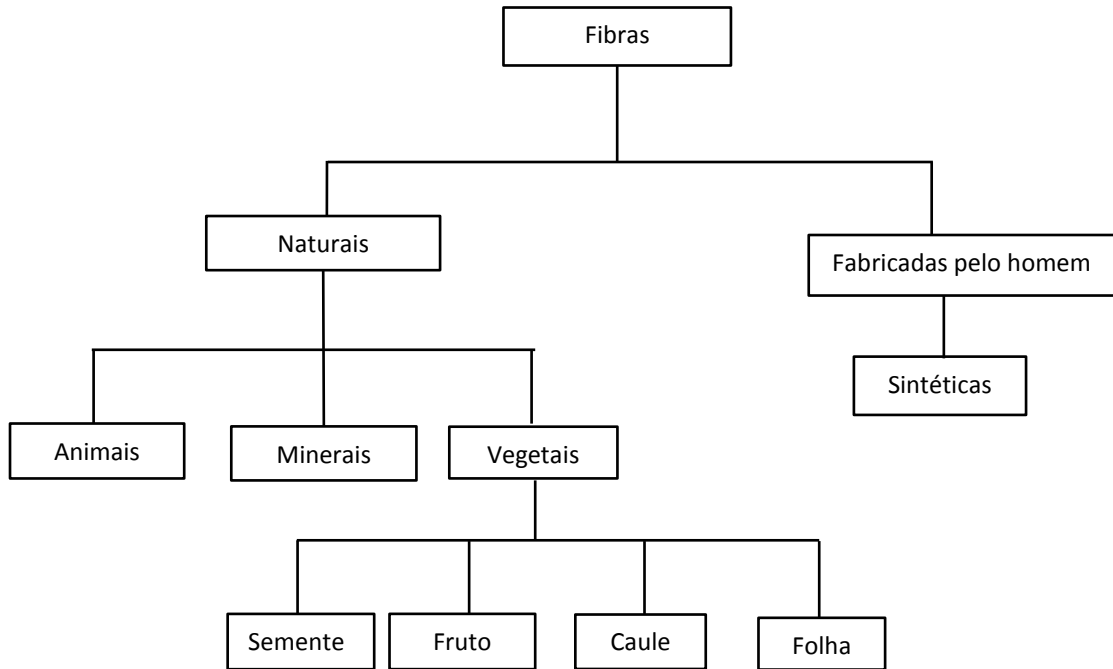 Fibras
Naturais
Fabricadas pelo homem
Sintéticas
Animais
Minerais
Vegetais
Semente
Fruto
Caule
Folha